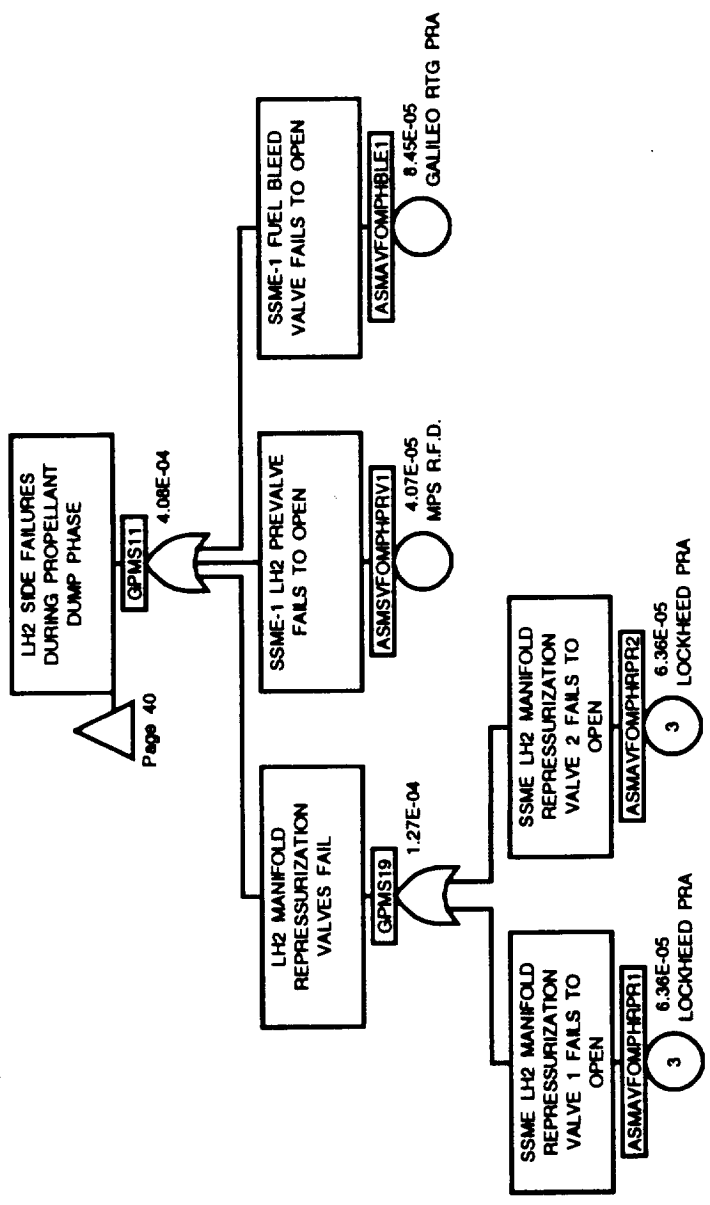 LH2 SIDE FAILURES
DURING PROPELLANT
DUMP PHASE
Page 40
GPMS11
4.08E-04
LH2 MANIFOLD
REPRESSURIZATION
VALVES FAIL
GPMS19
1.27E-04
SSME-1 LH2 PREVALVE
FAILS TO OPEN
ASMSVFOMPHPRV1
4.07E-05
MPS R.F.D.
SSME-1 FUEL BLEED
VALVE FAILS TO OPEN
ASMAVFOMPHBLE1
8.45E-05
GALILEO RTG PRA
SSME LH2 MANIFOLD
REPRESSURIZATION
VALVE 1 FAILS TO
OPEN
ASMAVFOMPHRPR1
3
6.36E-05
LOCKHEED PRA
SSME LH2 MANIFOLD
REPRESSURIZATION
VALVE 2 FAILS TO
OPEN
ASMAVFOMPHRPR2
3
6.36E-05
LOCKHEED PRA